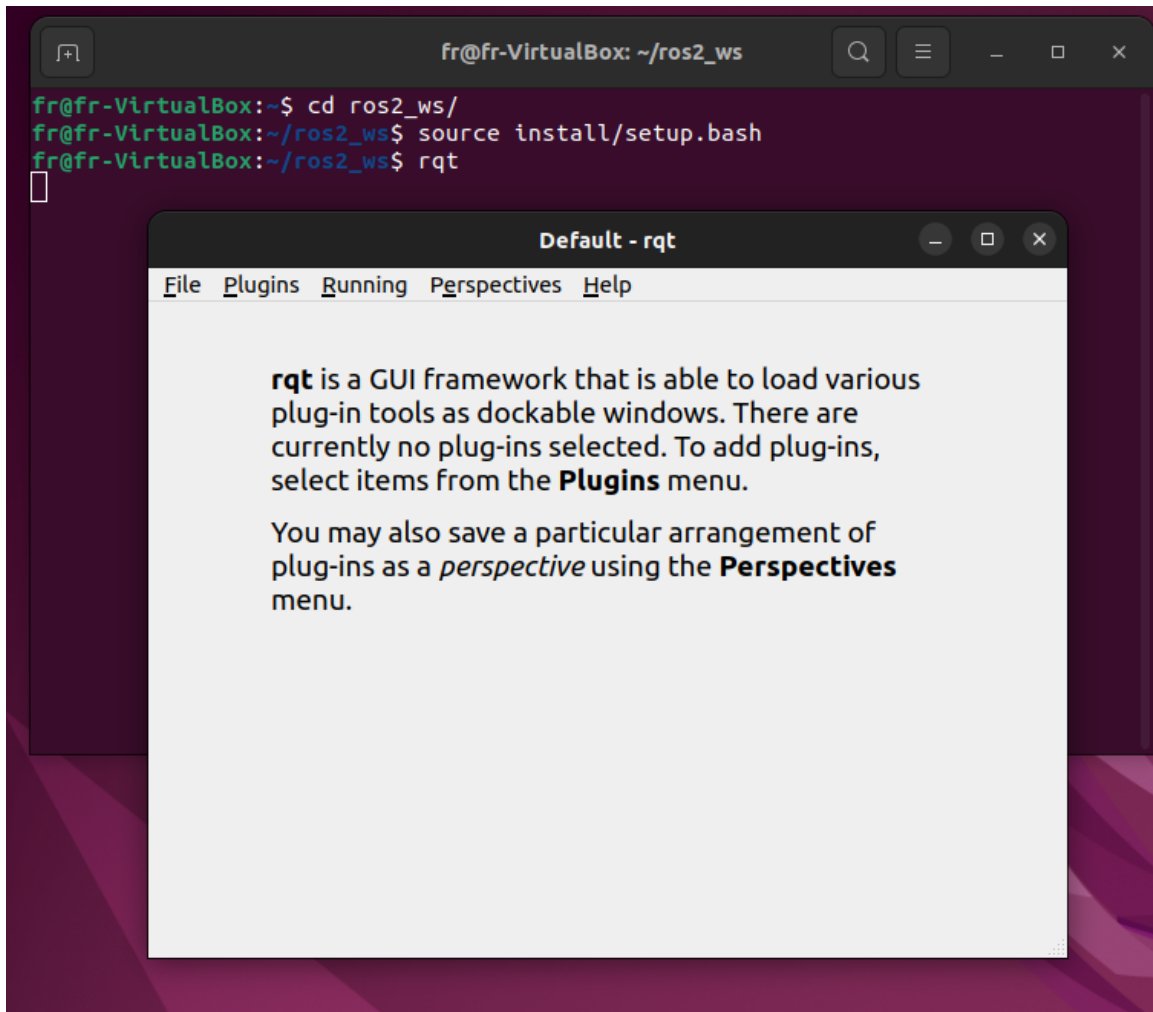 fr@fr-VirtualBox: ~/ros2_ws
fr@fr-VirtualBox:~$ cd ros2_ws/
fr@fr-VirtualBox:~/ros2_ws$ source install/setup.bash
fr@fr-VirtualBox:~/ros2_ws$ rqt
Default - rqt
File Plugins Running Perspectives Help
rqt is a GUI framework that is able to load various
plug-in tools as dockable windows. There are
currently no plug-ins selected. To add plug-ins,
select items from the Plugins menu.
You may also save a particular arrangement of
plug-ins as a perspective using the Perspectives
menu.